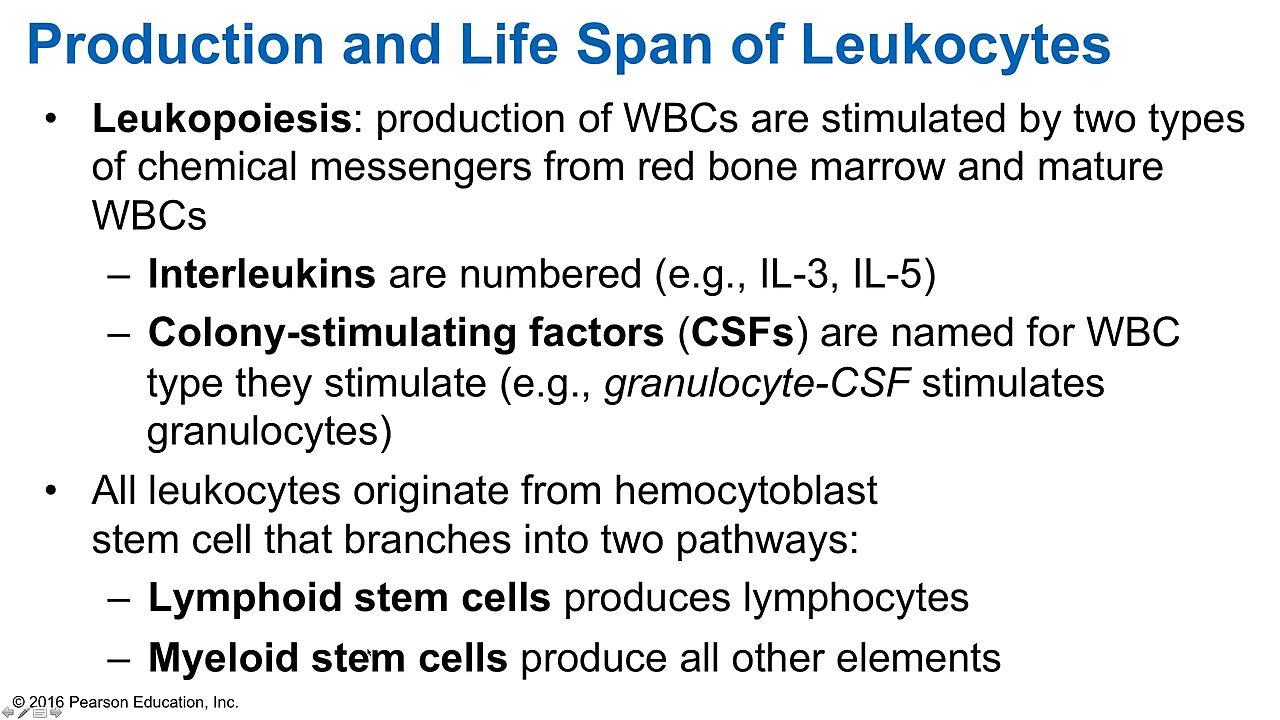 Production and Life Span of Leukocytes
• Leukopoiesis: production of WBCs are stimulated by two types
of chemical messengers from red bone marrow and mature
WBCs
– Interleukins are numbered (e.g., IL-3, IL-5)
– Colony-stimulating factors (CSFs) are named for WBC
type they stimulate (e.g., granulocyte-CSF stimulates
granulocytes)
• All leukocytes originate from hemocytoblast
stem cell that branches into two pathways:
– Lymphoid stem cells produces lymphocytes
– Myeloid stem cells produce all other elements
© 2016 Pearson Education, Inc.